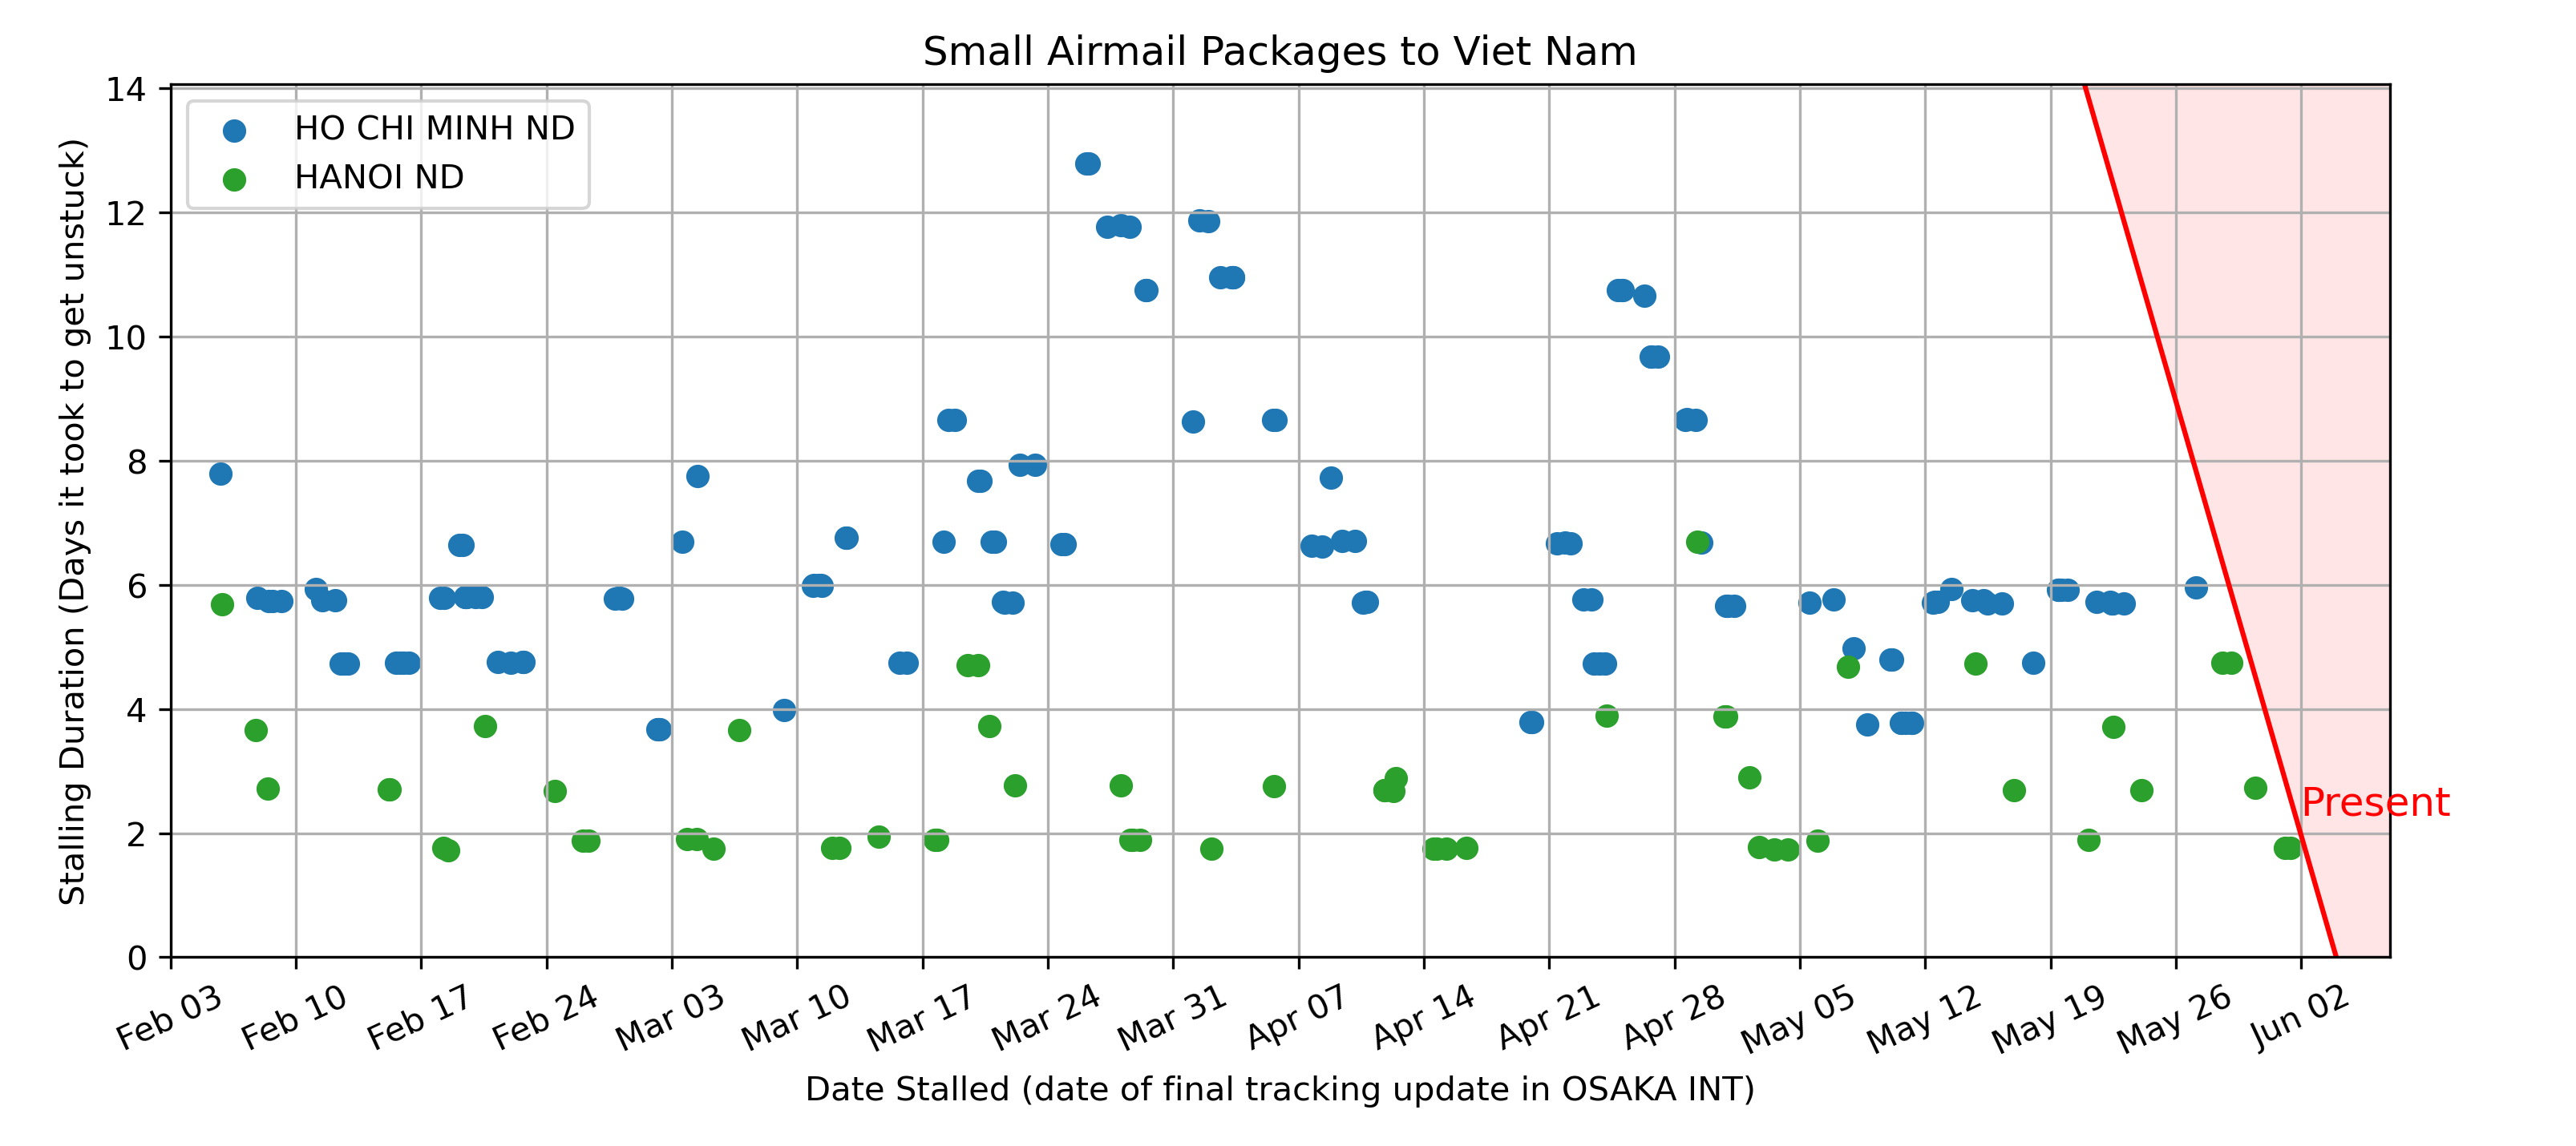 Small Airmail Packages to Viet Nam
HO CHI MINH ND
HANOI ND
Stalling Duration (Days it took to get unstuck)
14
12
10
8
6
4
2
0
Present
Feb 03
Feb 10
Feb 17
Feb 24
Mar 03
Mar 10
Mar 17
Mar 24
Mar 31
Apr 07
Apr 14
Apr 21
Apr 28
May 05
May 12
May 19
May 26
Jun 02
Date Stalled (date of final tracking update in OSAKA INT)